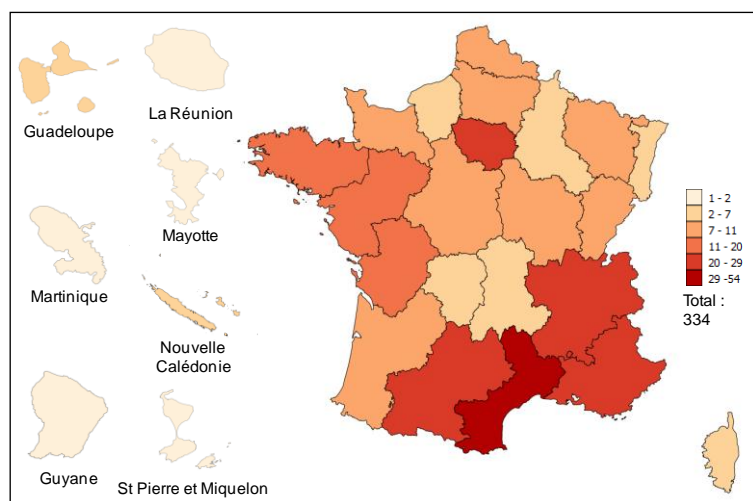 Guadeloupe
La Réunion
Martinique
Mayotte
Nouvelle
Calédonie
Guyane
St Pierre et Miquelon
1 - 2
2 - 7
7 - 11
11 - 20
20 - 29
29 -54
Total :
334